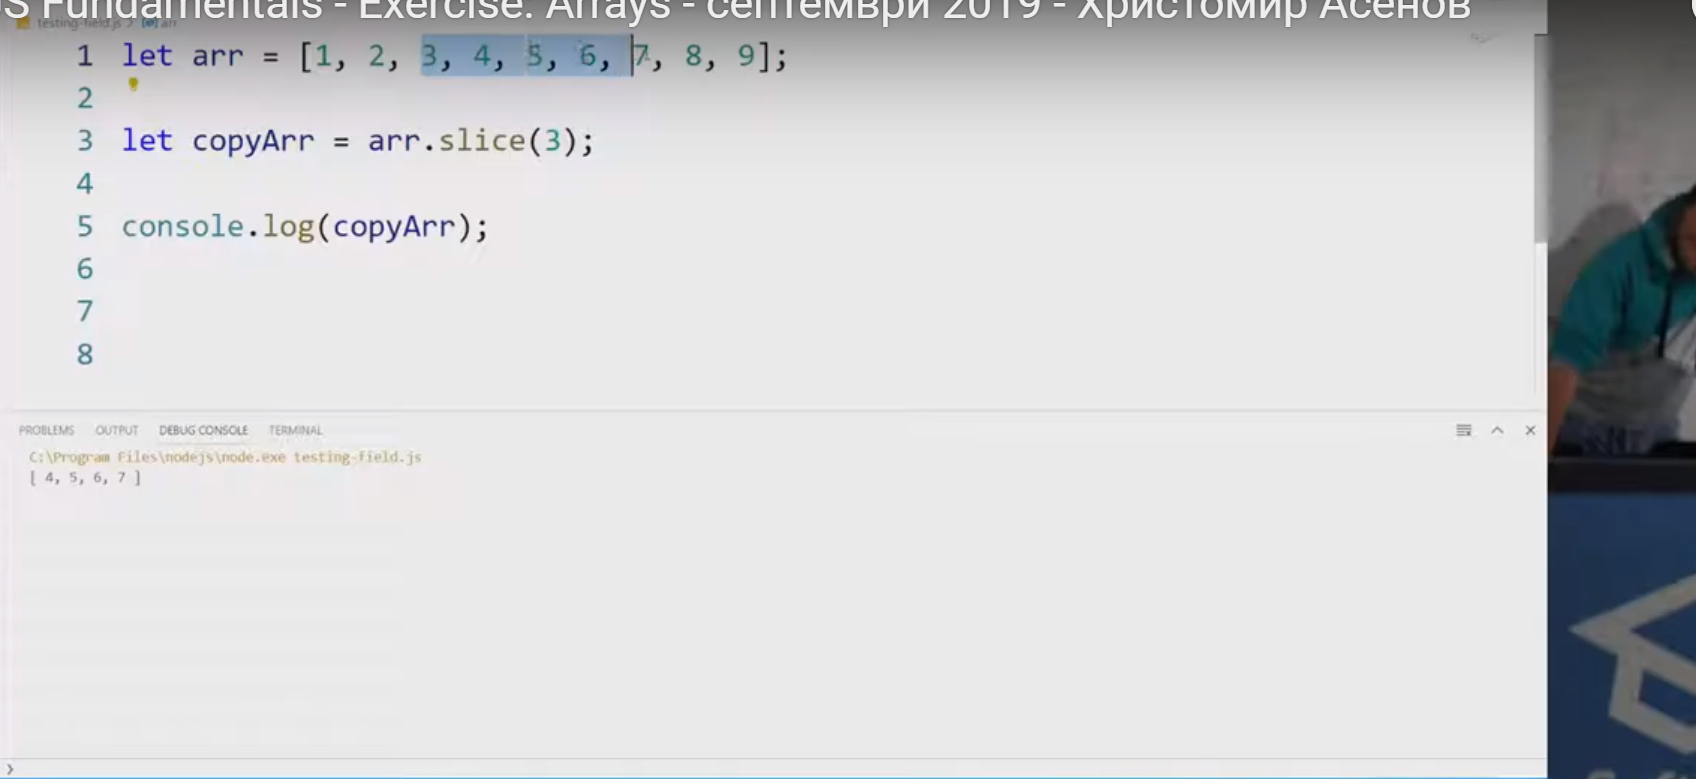 JS Fundamentals - Exercise: Arrays - септември 2019 - Христомир Асенов
testing-field.js > arr
1 let arr = [1, 2, 3, 4, 5, 6, 7, 8, 9];
2
3 let copyArr = arr.slice(3);
4
5 console.log(copyArr);
6
7
8
PROBLEMS OUTPUT DEBUG CONSOLE TERMINAL
C:\Program Files\nodejs\node.exe testing-field.js
[ 4, 5, 6, 7 ]